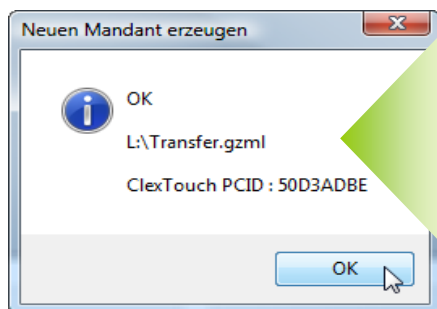 Neuen Mandant erzeugen
OK
L:\Transfer.gzml
ClexTouch PCID : 50D3ADBE
OK